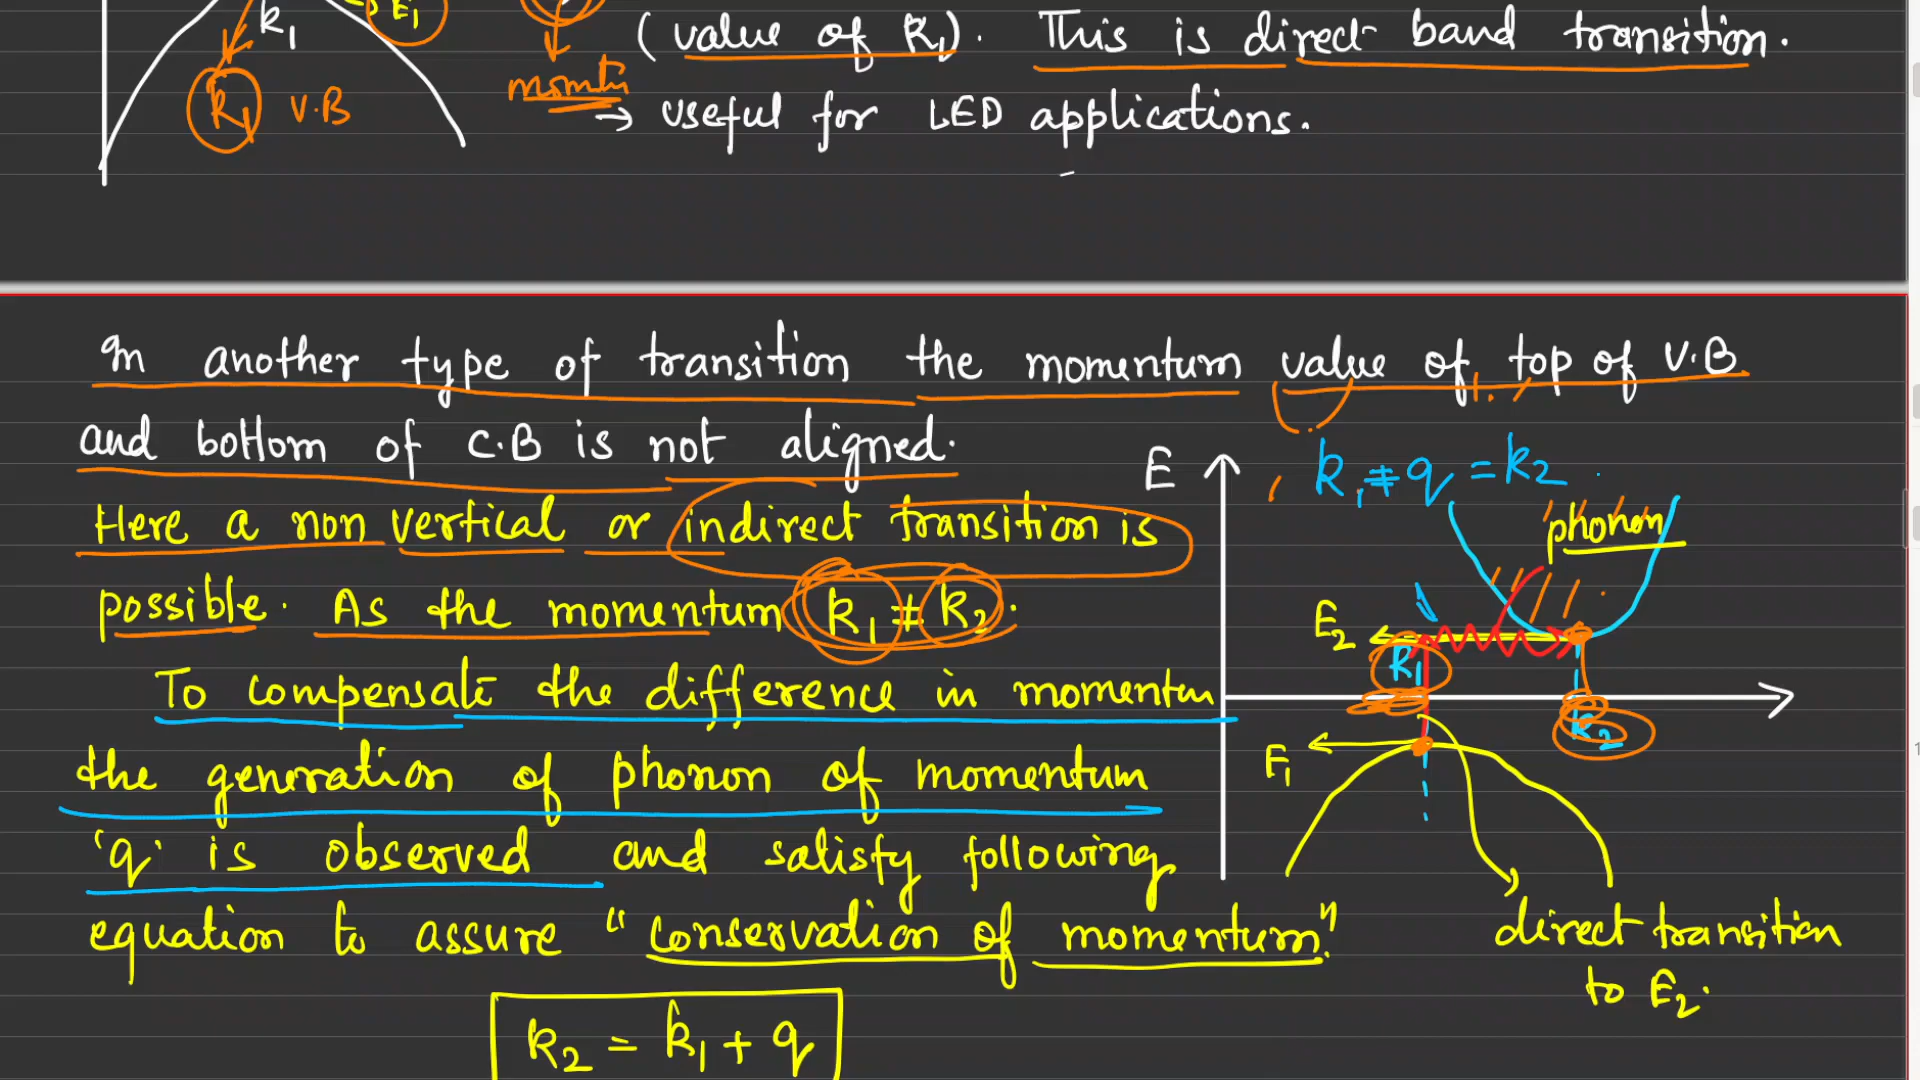 k1 E1 (value of k1). This is direct band transition.
k1 V.B momtm → useful for LED applications.
In another type of transition the momentum value of top of V.B
and bottom of C.B is not aligned.
E k1 + q = k2
Here a non vertical or indirect transition is
phonon
possible. As the momentum k1 ≠ k2.
E2 k1
To compensate the difference in momentum
k2
the generation of phonon of momentum
E1
'q' is observed and satisfy following
equation to assure "conservation of momentum."
direct transition
to E2.
k2 = k1 + q